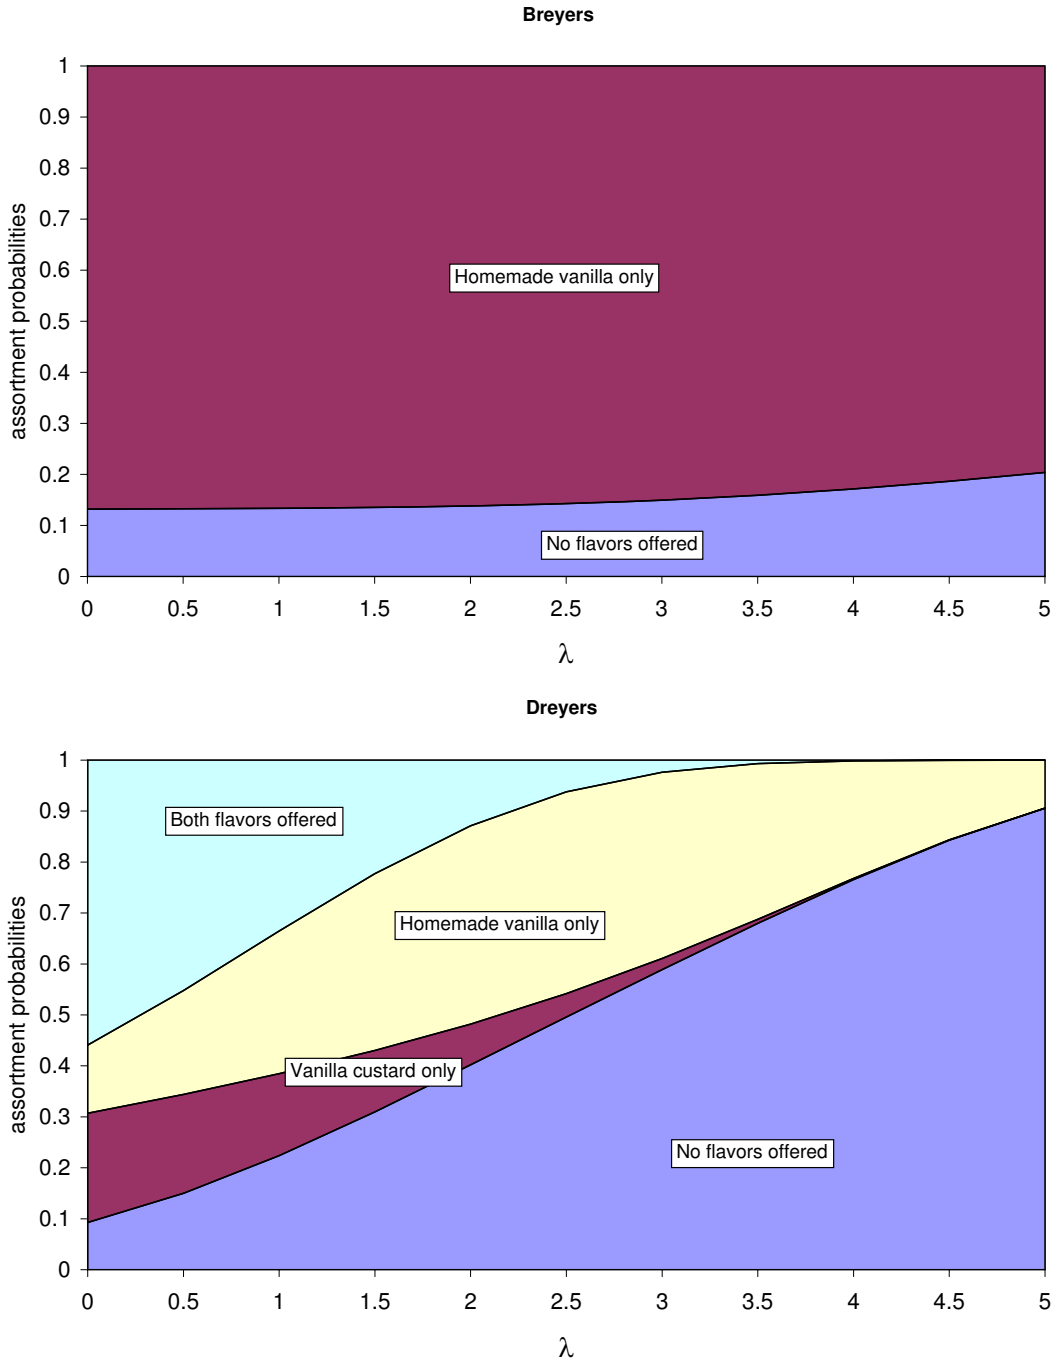 Breyers
1
0.9
0.8
0.7
0.6
0.5
0.4
0.3
0.2
0.1
0
assortment probabilities
Homemade vanilla only
No flavors offered
0 0.5 1 1.5 2 2.5 3 3.5 4 4.5 5
λ
Dreyers
1
0.9
0.8
0.7
0.6
0.5
0.4
0.3
0.2
0.1
0
assortment probabilities
Both flavors offered
Homemade vanilla only
Vanilla custard only
No flavors offered
0 0.5 1 1.5 2 2.5 3 3.5 4 4.5 5
λ